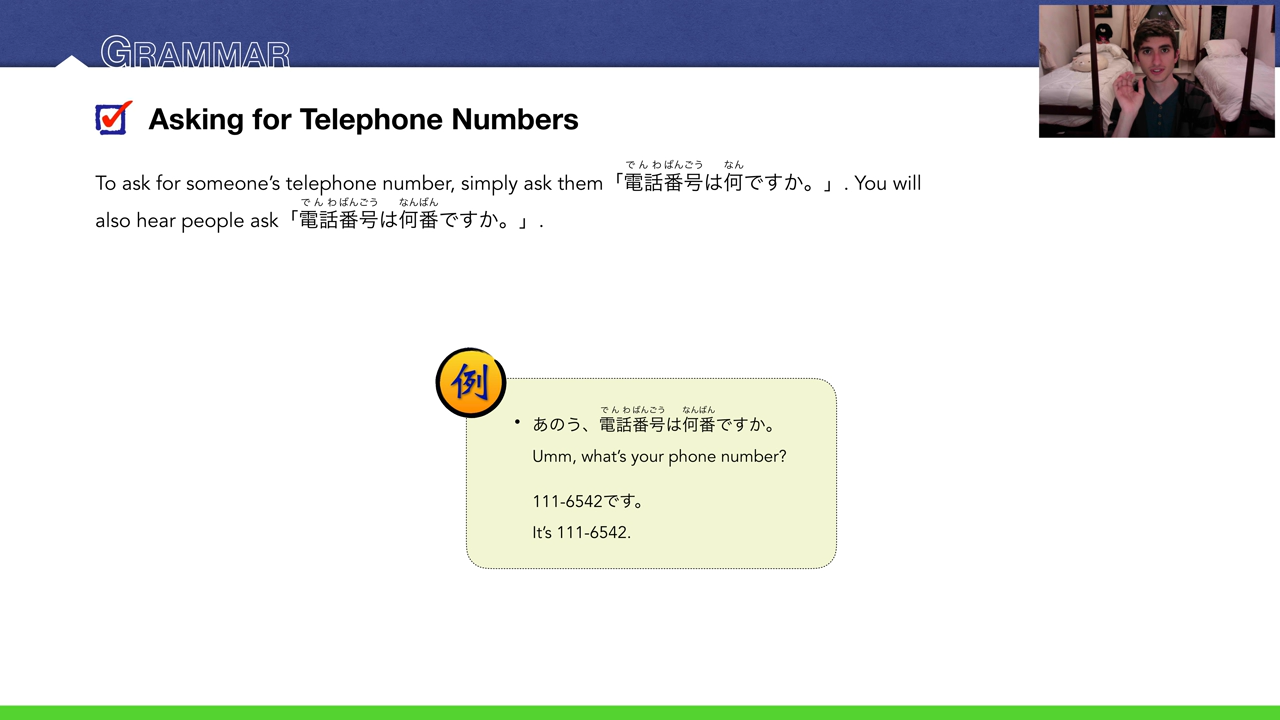 GRAMMAR
Asking for Telephone Numbers
でんわばんごう なん
To ask for someone’s telephone number, simply ask them「電話番号は何ですか。」. You will
でんわばんごう なんばん
also hear people ask「電話番号は何番ですか。」.
例
でんわばんごう なんばん
• あのう、電話番号は何番ですか。
Umm, what’s your phone number?
111-6542です。
It’s 111-6542.